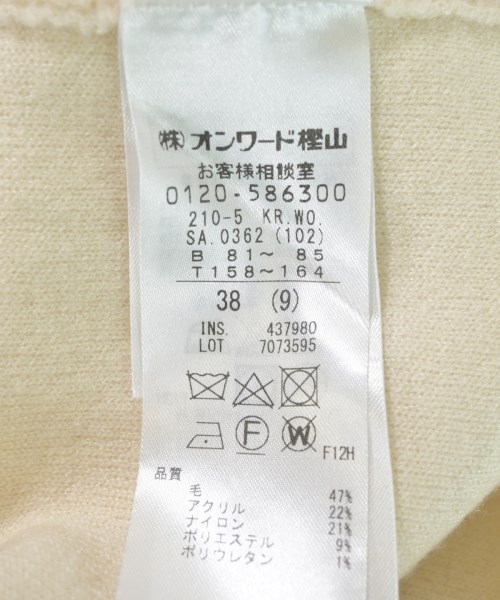 (株)オンワード樫山
お客様相談室
0120-586300
210-5 KR.WO.
SA.0362 (102)
B 81〜 85
T 158〜164
38 (9)
INS. 437980
LOT 7073595
F
W
F12H
品質
毛 47%
アクリル 22%
ナイロン 21%
ポリエステル 9%
ポリウレタン 1%